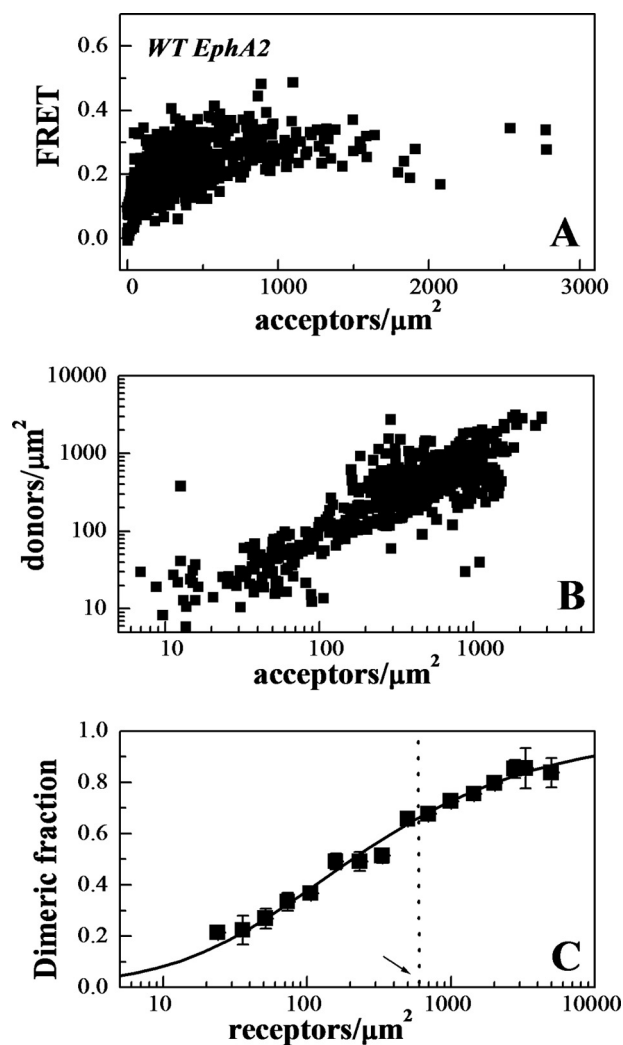 0.6
WT EphA2
0.4
0.2
0.0
FRET
A
0 1000 2000 3000
acceptors/μm²
10000
1000
100
10
donors/μm²
B
10 100 1000
acceptors/μm²
1.0
0.8
0.6
0.4
0.2
0.0
Dimeric fraction
C
10 100 1000 10000
receptors/μm²